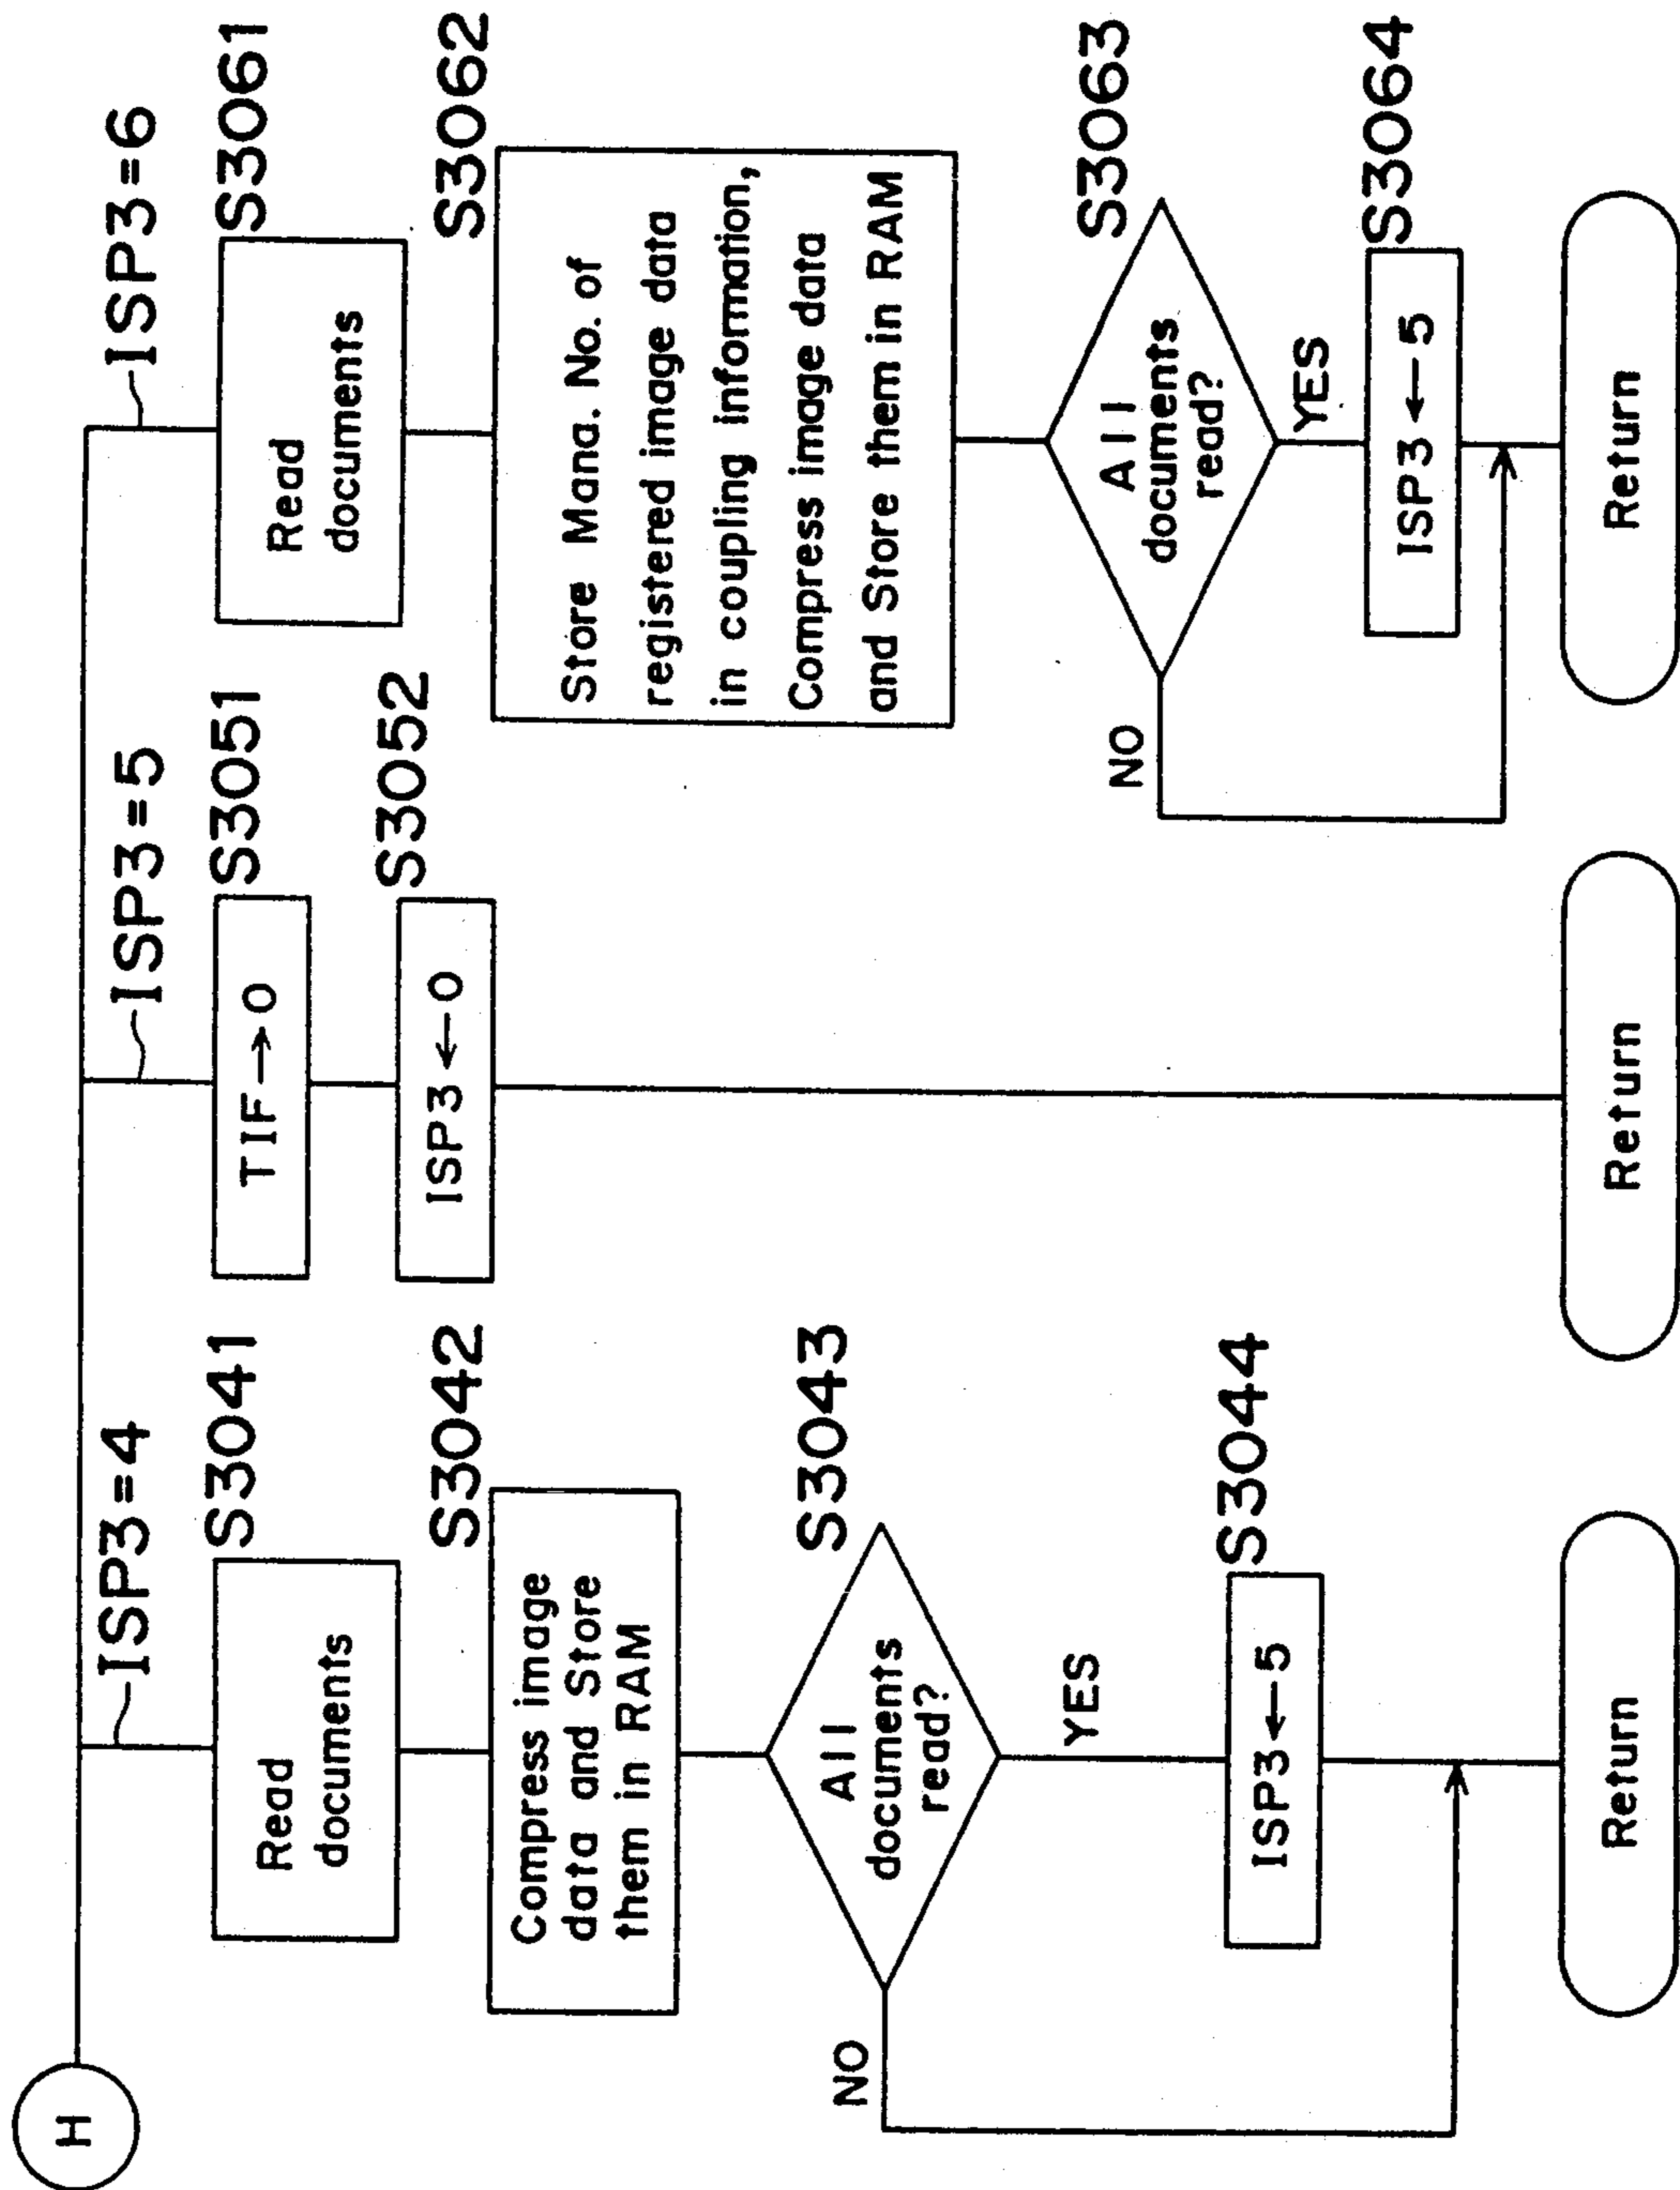 H
ISP3=4
S3041
Read
documents
S3042
Compress image
data and Store
them in RAM
S3043
All
documents
read?
NO
YES
S3044
ISP3←5
Return
ISP3=5
S3051
TIF→0
S3052
ISP3←0
Return
ISP3=6
S3061
Read
documents
S3062
Store Mana. No. of
registered image data
in coupling information,
Compress image data
and Store them in RAM
S3063
All
documents
read?
NO
YES
S3064
ISP3←5
Return